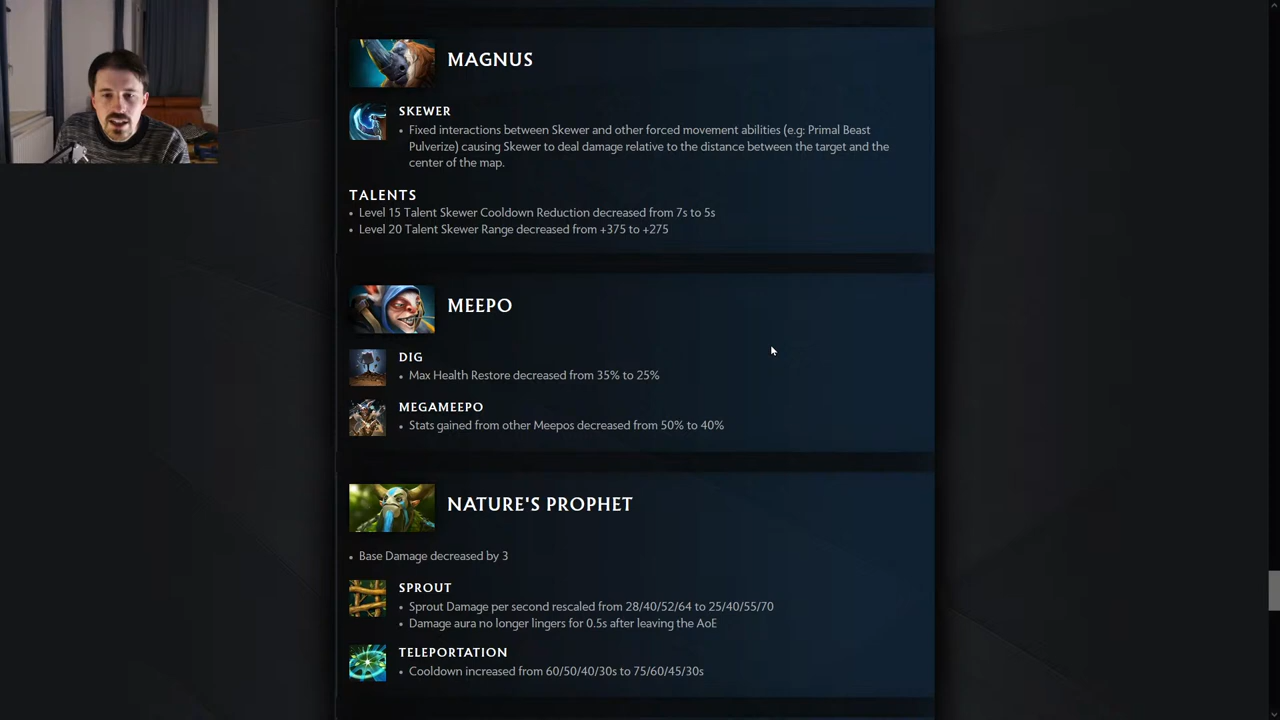 MAGNUS
SKEWER
• Fixed interactions between Skewer and other forced movement abilities (e.g: Primal Beast
Pulverize) causing Skewer to deal damage relative to the distance between the target and the
center of the map.
TALENTS
• Level 15 Talent Skewer Cooldown Reduction decreased from 7s to 5s
• Level 20 Talent Skewer Range decreased from +375 to +275
MEEPO
DIG
• Max Health Restore decreased from 35% to 25%
MEGAMEEPO
• Stats gained from other Meepos decreased from 50% to 40%
NATURE'S PROPHET
• Base Damage decreased by 3
SPROUT
• Sprout Damage per second rescaled from 28/40/52/64 to 25/40/55/70
• Damage aura no longer lingers for 0.5s after leaving the AoE
TELEPORTATION
• Cooldown increased from 60/50/40/30s to 75/60/45/30s